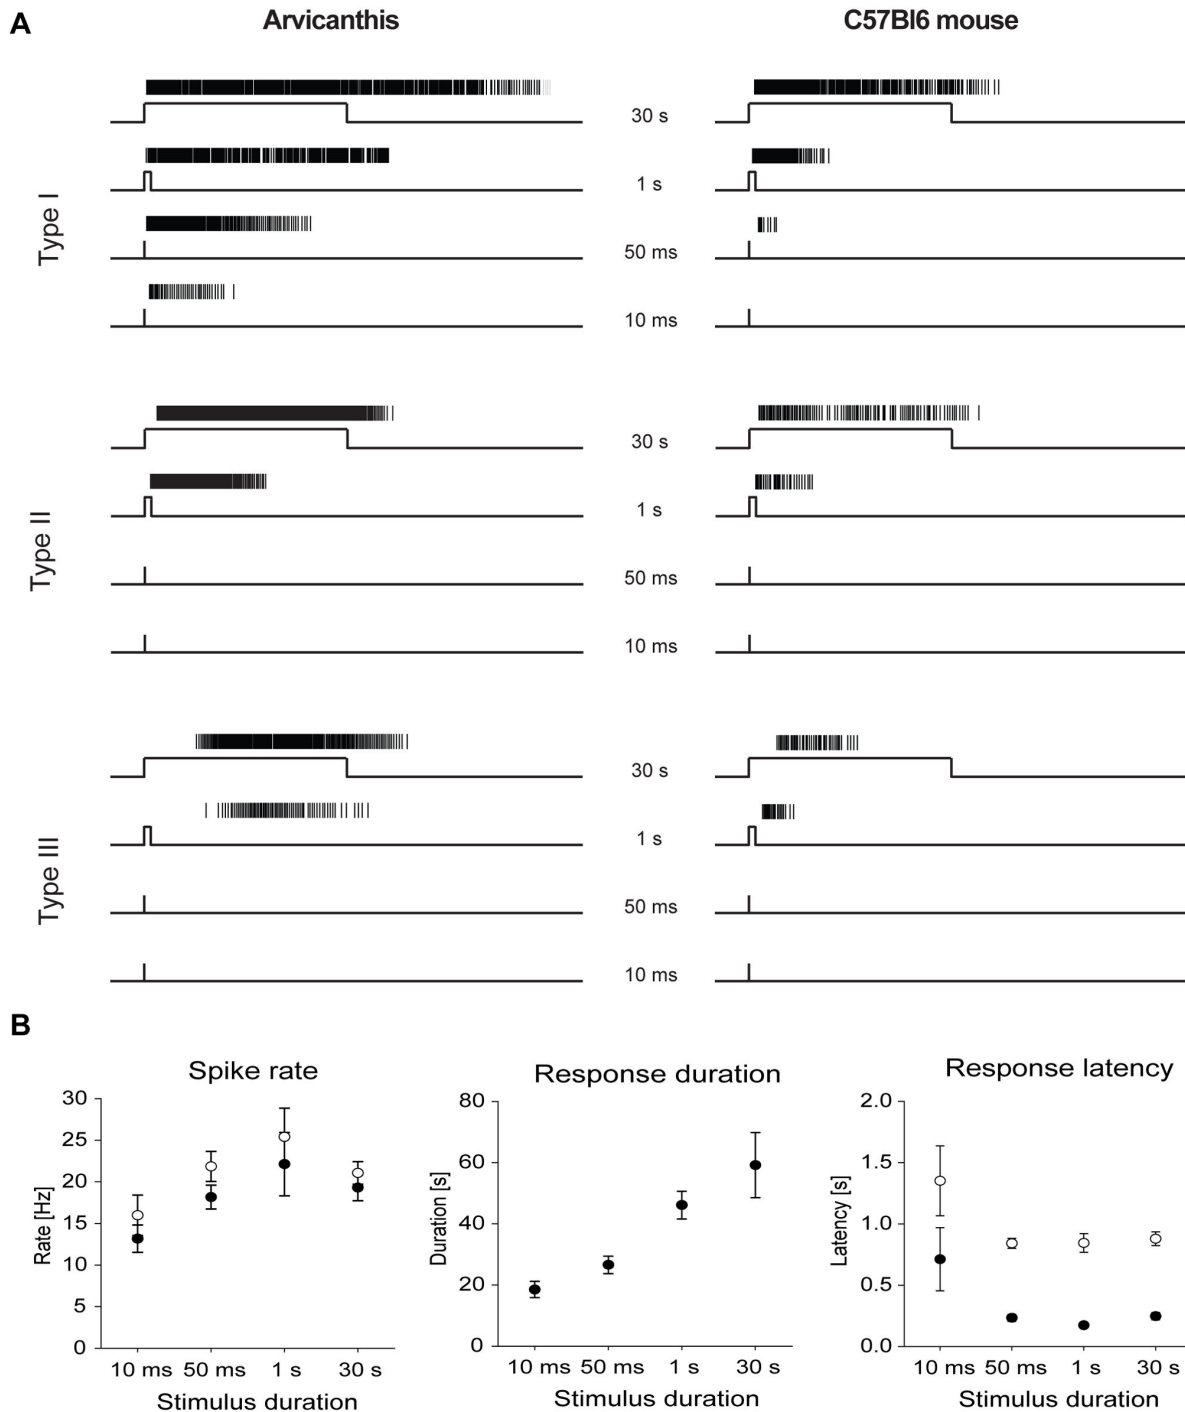 A
Arvicanthis
C57Bl6 mouse
Type I
30 s
1 s
50 ms
10 ms
Type II
30 s
1 s
50 ms
10 ms
Type III
30 s
1 s
50 ms
10 ms
B
Spike rate
Rate [Hz]
30
25
20
15
10
5
0
10 ms 50 ms 1 s 30 s
Stimulus duration
Response duration
Duration [s]
80
60
40
20
0
10 ms 50 ms 1 s 30 s
Stimulus duration
Response latency
Latency [s]
2.0
1.5
1.0
0.5
0.0
10 ms 50 ms 1 s 30 s
Stimulus duration